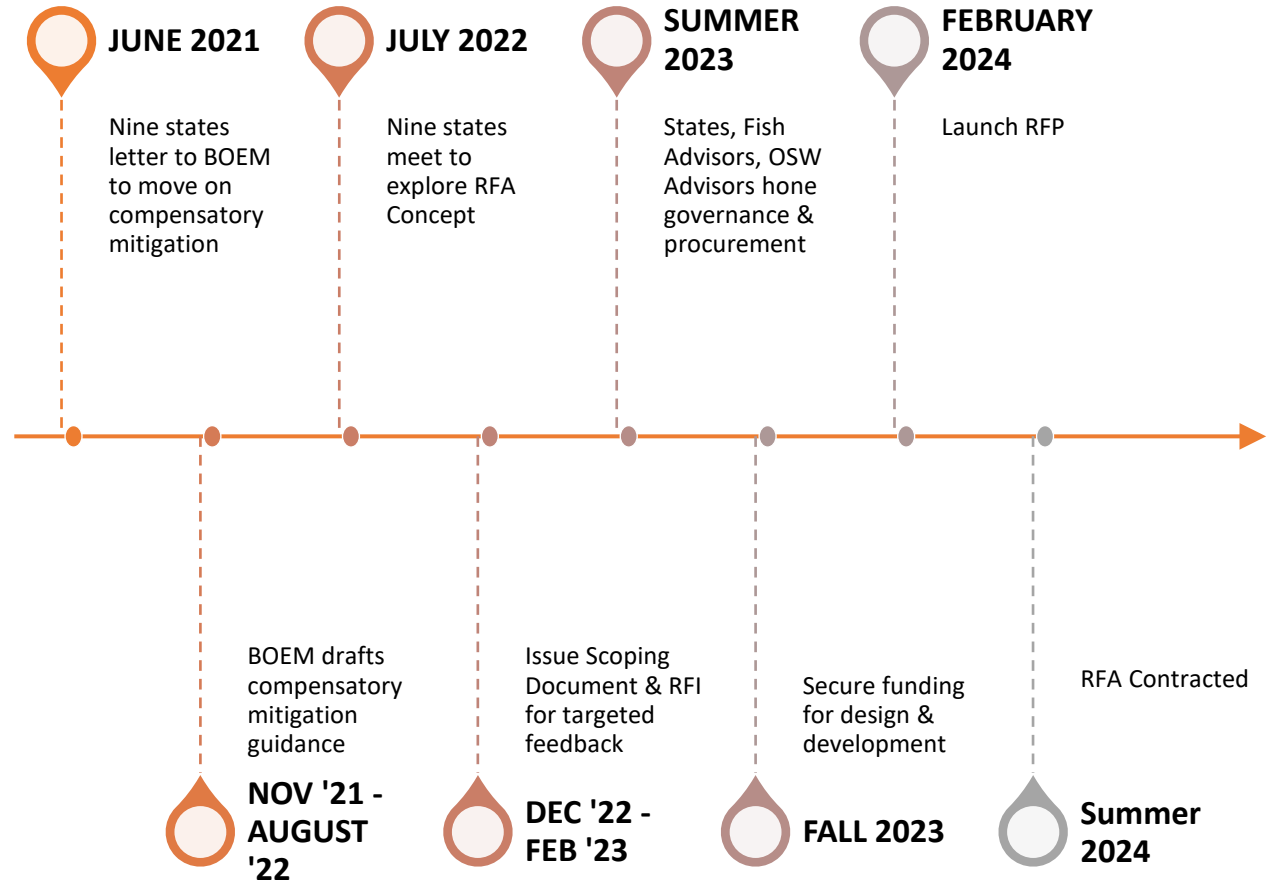 JUNE 2021
Nine states
letter to BOEM
to move on
compensatory
mitigation
JULY 2022
Nine states
meet to
explore RFA
Concept
SUMMER
2023
States, Fish
Advisors, OSW
Advisors hone
governance &
procurement
FEBRUARY
2024
Launch RFP
BOEM drafts
compensatory
mitigation
guidance
NOV '21 -
AUGUST
'22
Issue Scoping
Document & RFI
for targeted
feedback
DEC '22 -
FEB '23
Secure funding
for design &
development
FALL 2023
RFA Contracted
Summer
2024